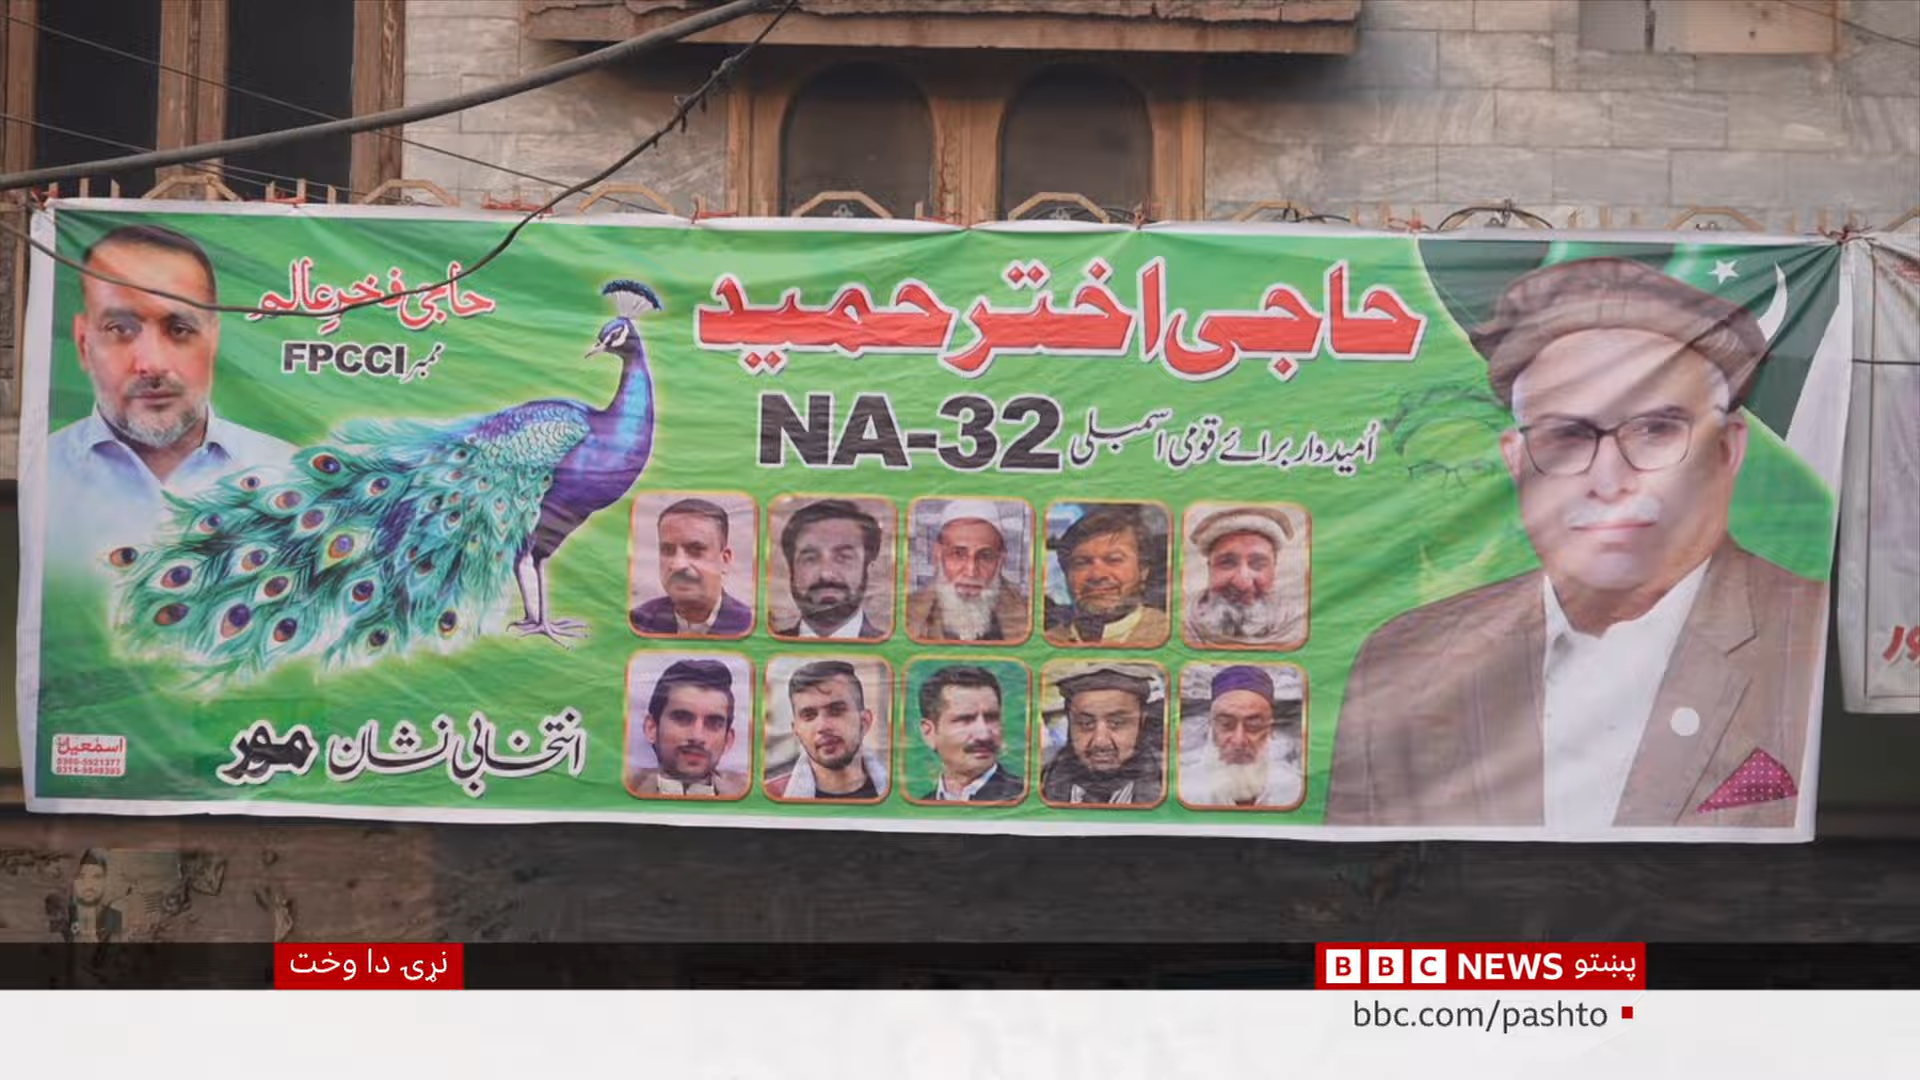 حاجی اختر حمید
اُمیدوار برائے قومی اسمبلی NA-32
حاجی فخرِ عالم
ممبر FPCCI
انتخابی نشان مور
اسمٰعیل
نړۍ دا وخت
BBC NEWS پښتو
bbc.com/pashto